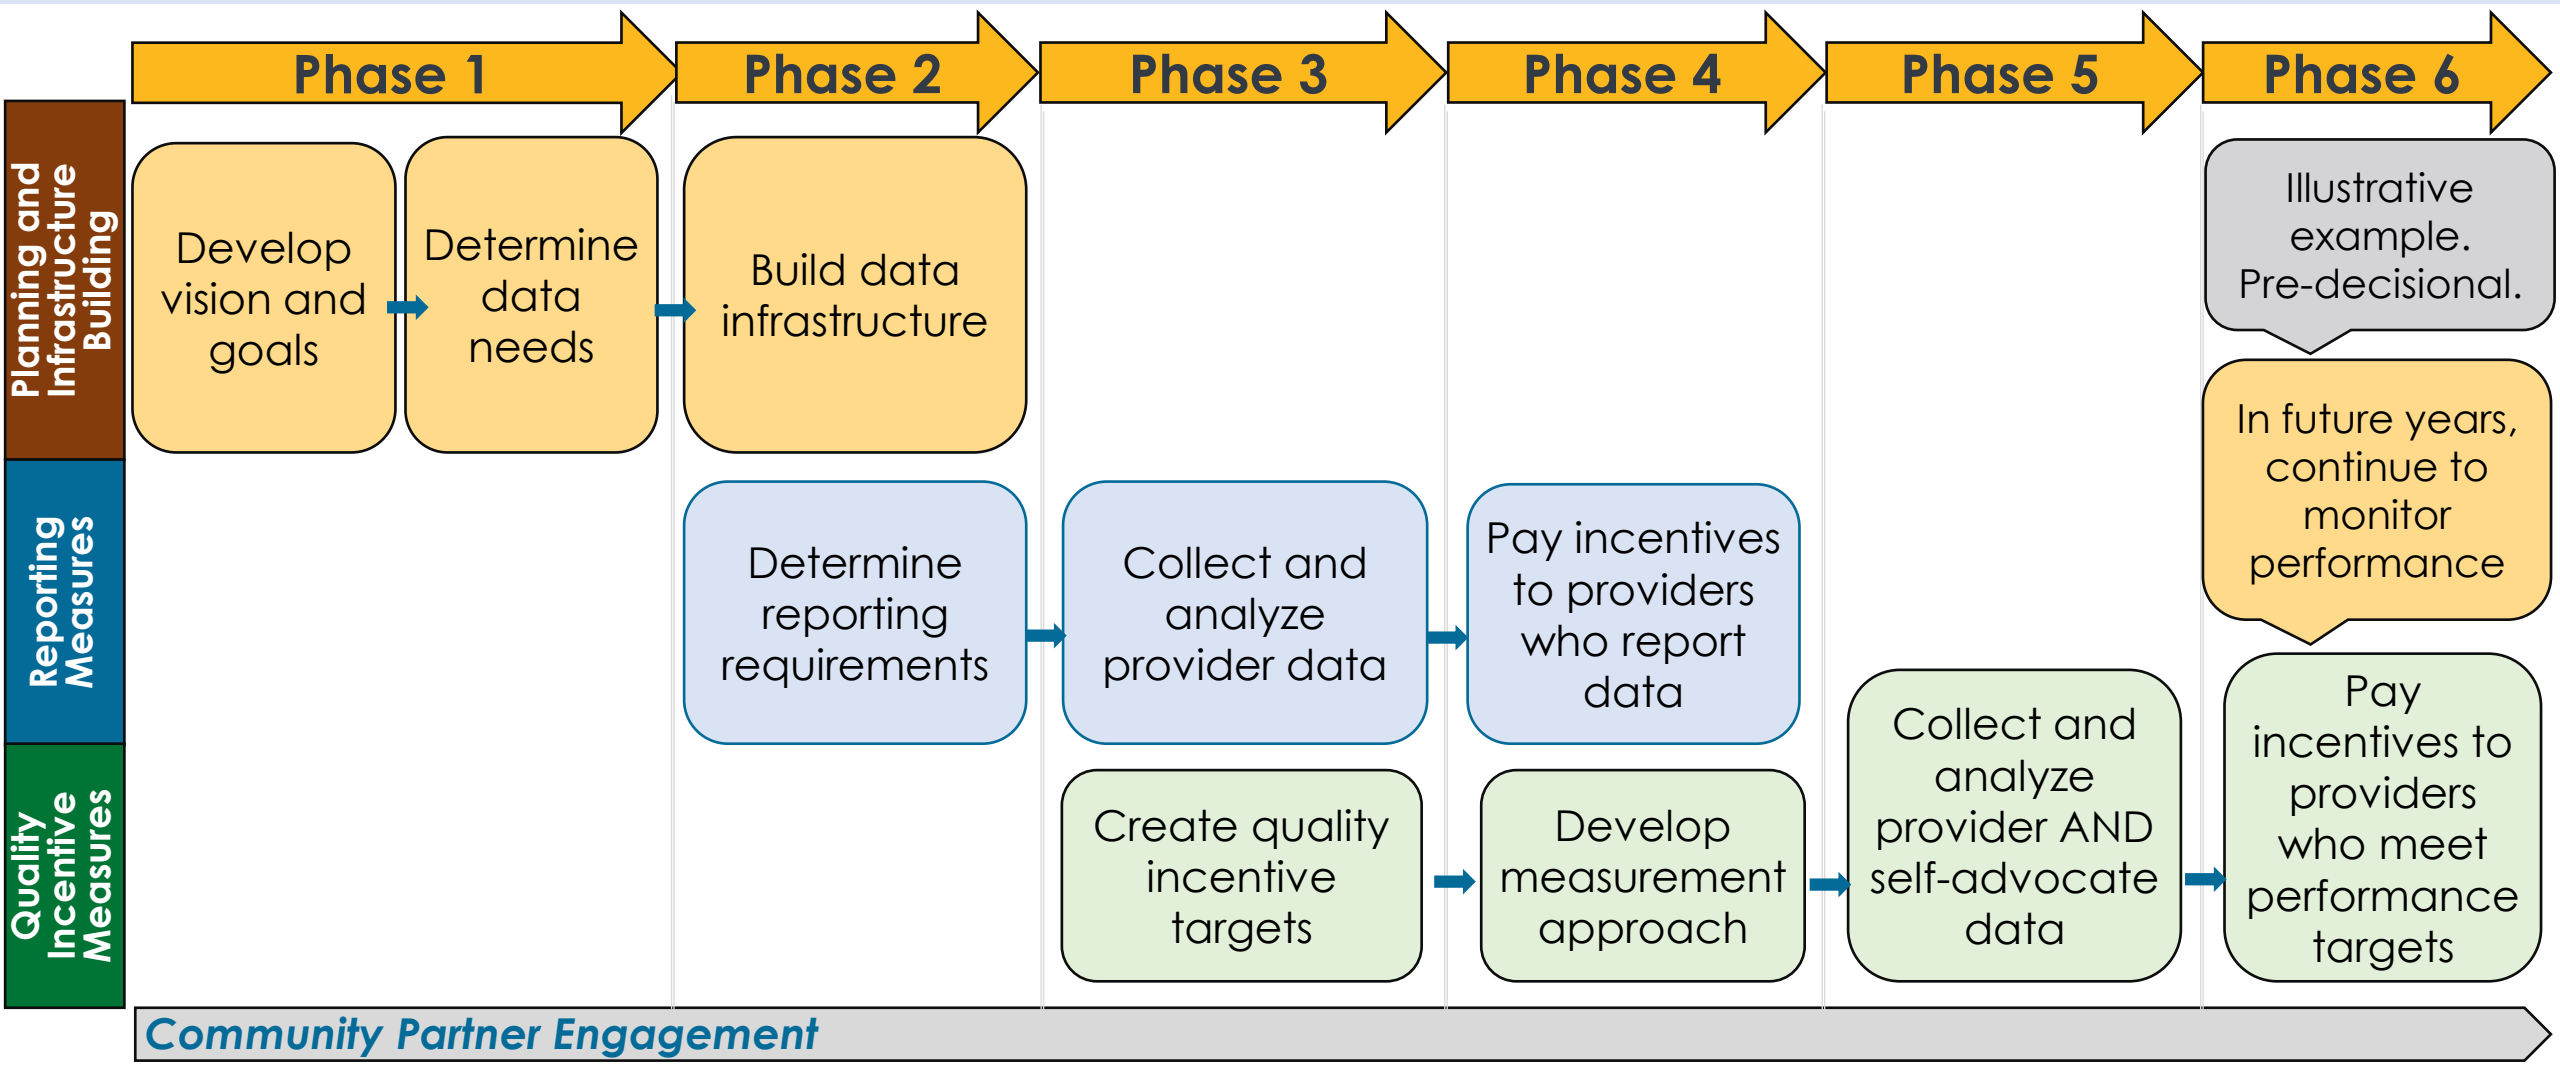 Phase 1
Phase 2
Phase 3
Phase 4
Phase 5
Phase 6
Planning and
Infrastructure
Building
Develop
vision and
goals
Determine
data
needs
Build data
infrastructure
Illustrative
example.
Pre-decisional.
In future years,
continue to
monitor
performance
Reporting
Measures
Determine
reporting
requirements
Collect and
analyze
provider data
Pay incentives
to providers
who report
data
Quality
Incentive
Measures
Create quality
incentive
targets
Develop
measurement
approach
Collect and
analyze
provider AND
self-advocate
data
Pay
incentives to
providers
who meet
performance
targets
Community Partner Engagement